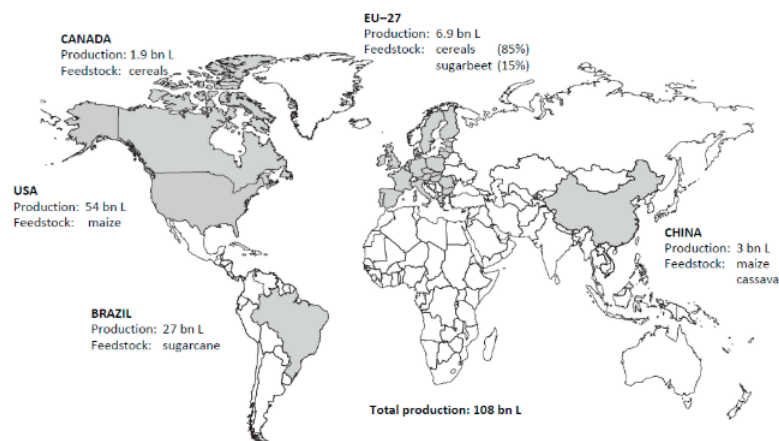 EU–27
Production: 6.9 bn L
Feedstock: cereals (85%)
sugarbeet (15%)
CANADA
Production: 1.9 bn L
Feedstock: cereals
USA
Production: 54 bn L
Feedstock: maize
CHINA
Production: 3 bn L
Feedstock: maize
cassava
BRAZIL
Production: 27 bn L
Feedstock: sugarcane
Total production: 108 bn L